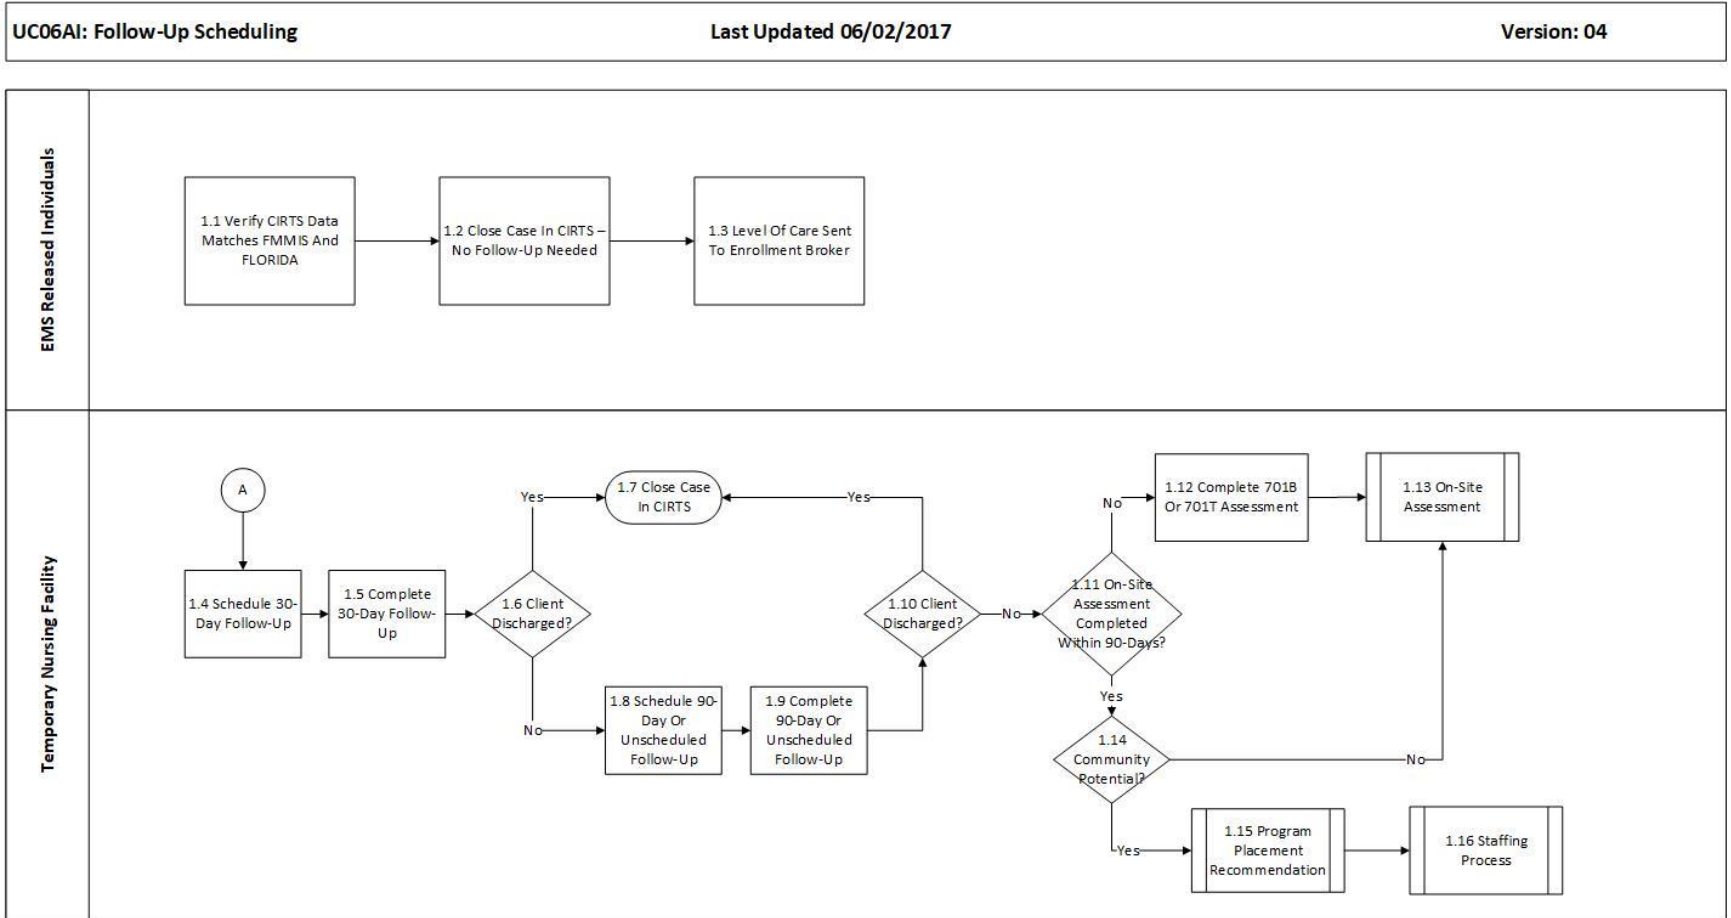 UC06AI: Follow-Up Scheduling
Last Updated 06/02/2017
Version: 04
EMS Released Individuals
1.1 Verify CIRTS Data
Matches FMMIS And
FLORIDA
1.2 Close Case In CIRTS –
No Follow-Up Needed
1.3 Level Of Care Sent
To Enrollment Broker
Temporary Nursing Facility
A
1.4 Schedule 30-
Day Follow-Up
1.5 Complete
30-Day Follow-
Up
1.6 Client
Discharged?
Yes
1.7 Close Case
In CIRTS
No
1.8 Schedule 90-
Day Or
Unscheduled
Follow-Up
1.9 Complete
90-Day Or
Unscheduled
Follow-Up
1.10 Client
Discharged?
Yes
No
1.11 On-Site
Assessment
Completed
Within 90-Days?
No
1.12 Complete 701B
Or 701T Assessment
1.13 On-Site
Assessment
Yes
1.14
Community
Potential?
No
Yes
1.15 Program
Placement
Recommendation
1.16 Staffing
Process